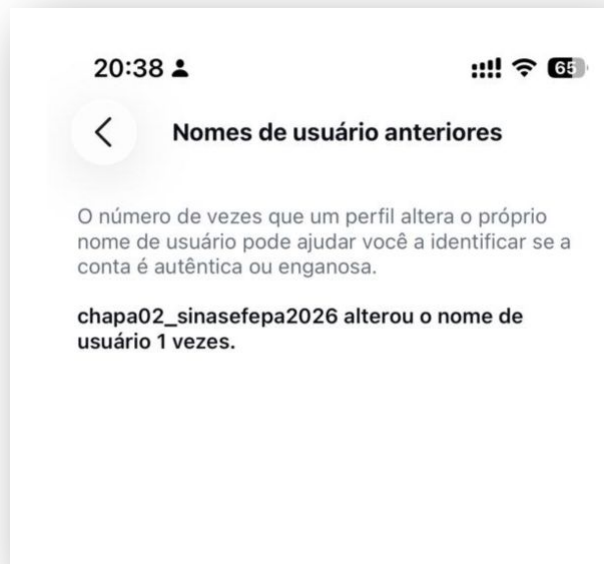 20:38
65
Nomes de usuário anteriores
O número de vezes que um perfil altera o próprio
nome de usuário pode ajudar você a identificar se a
conta é autêntica ou enganosa.
chapa02_sinasefepa2026 alterou o nome de
usuário 1 vezes.